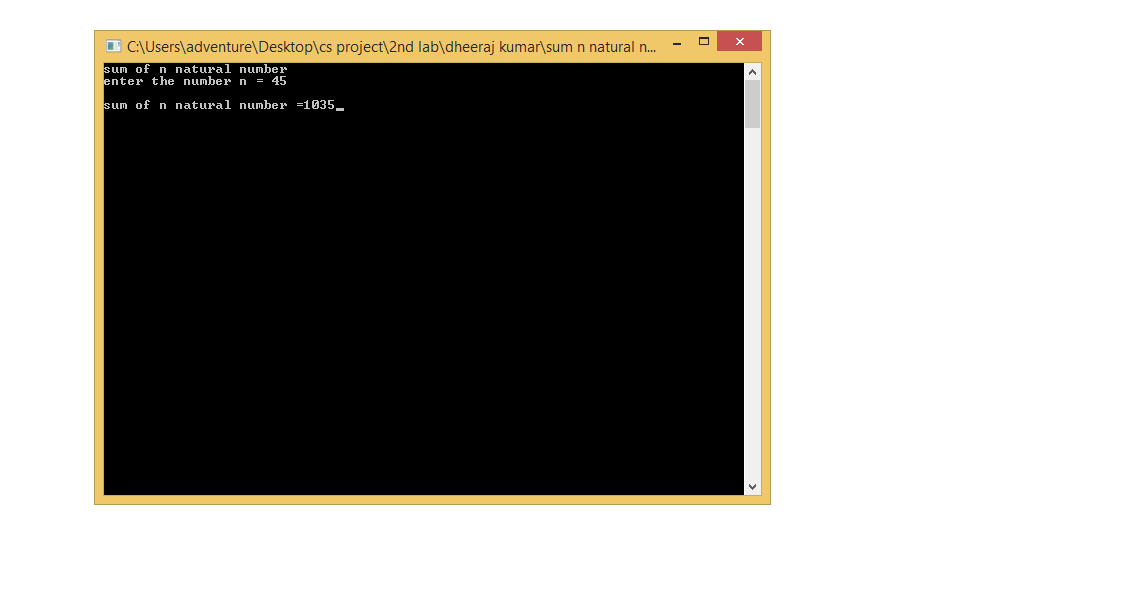 C:\Users\adventure\Desktop\cs project\2nd lab\dheeraj kumar\sum n natural n...
sum of n natural number
enter the number n = 45
sum of n natural number =1035_